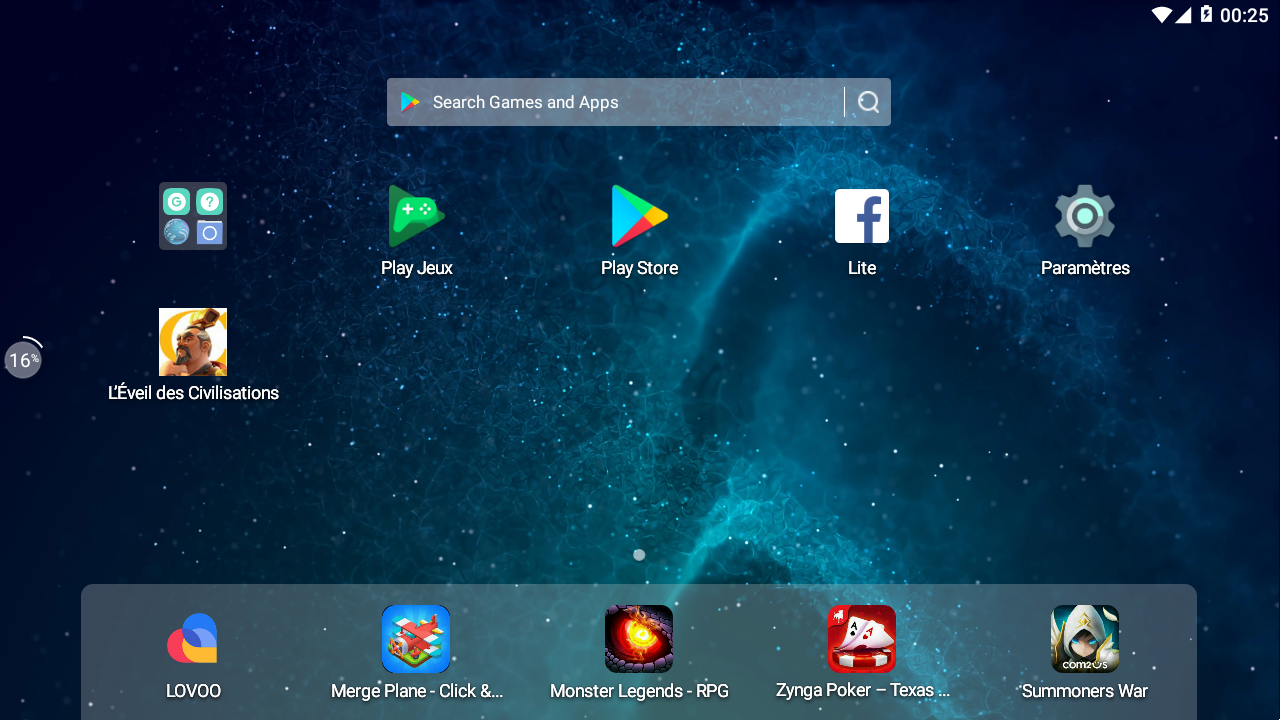 00:25
Search Games and Apps
G ?
Play Jeux
Play Store
Lite
Paramètres
16%
L'Éveil des Civilisations
com2us
LOVOO
Merge Plane - Click &...
Monster Legends - RPG
Zynga Poker – Texas ...
Summoners War